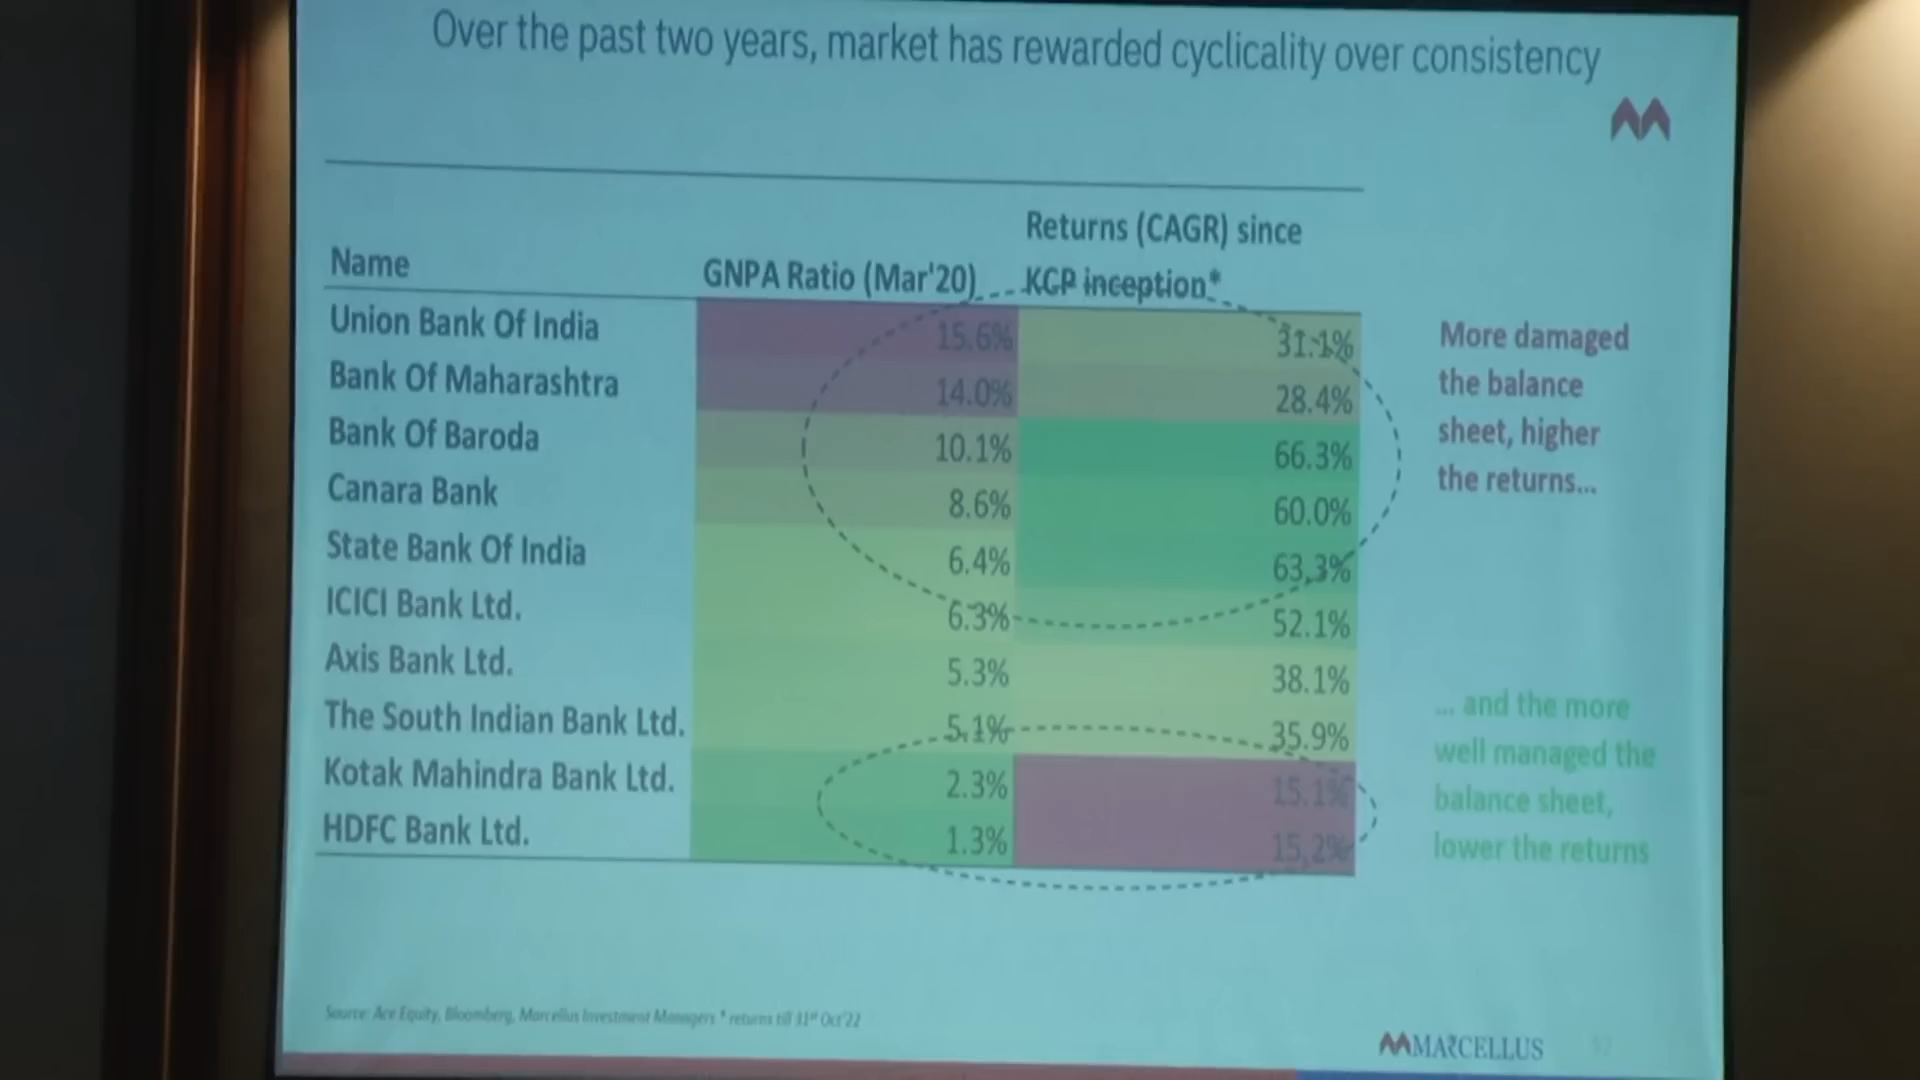 Over the past two years, market has rewarded cyclicality over consistency
Name GNPA Ratio (Mar'20) Returns (CAGR) since
KCP inception*
Union Bank Of India 15.6% 31.1%
Bank Of Maharashtra 14.0% 28.4%
Bank Of Baroda 10.1% 66.3%
Canara Bank 8.6% 60.0%
State Bank Of India 6.4% 63.3%
ICICI Bank Ltd. 6.3% 52.1%
Axis Bank Ltd. 5.3% 38.1%
The South Indian Bank Ltd. 5.1% 35.9%
Kotak Mahindra Bank Ltd. 2.3% 15.1%
HDFC Bank Ltd. 1.3% 15.2%
More damaged
the balance
sheet, higher
the returns...
... and the more
well managed the
balance sheet,
lower the returns
Source: Ace Equity, Bloomberg, Marcellus Investment Managers * returns till 31st Oct'22
MARCELLUS